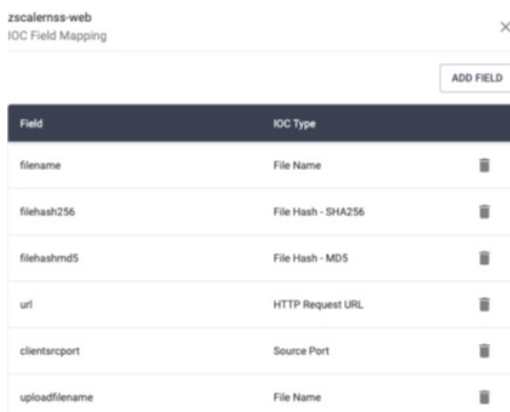 zscalernss-web
IOC Field Mapping
ADD FIELD
Field IOC Type
filename File Name
filehash256 File Hash - SHA256
filehashmd5 File Hash - MD5
url HTTP Request URL
clientsrcport Source Port
uploadfilename File Name